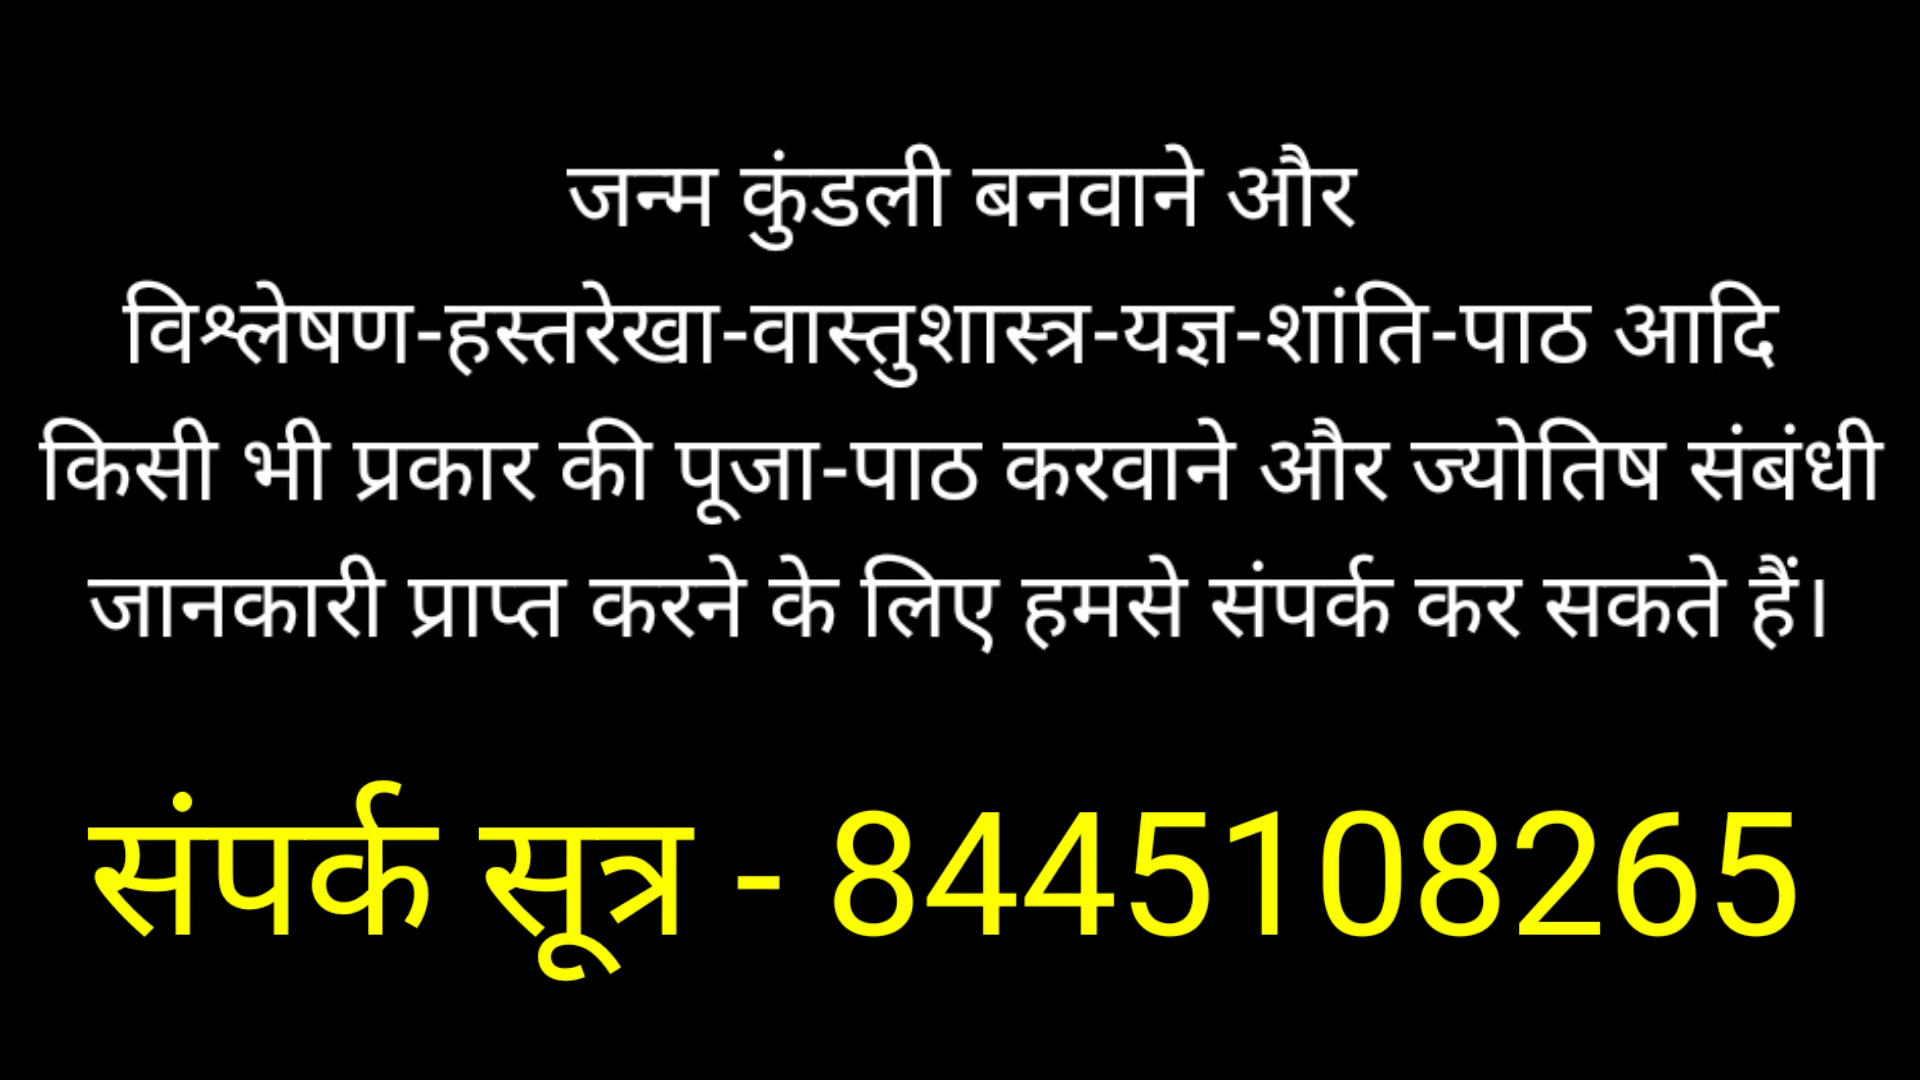 जन्म कुंडली बनवाने और
विश्लेषण-हस्तरेखा-वास्तुशास्त्र-यज्ञ-शांति-पाठ आदि
किसी भी प्रकार की पूजा-पाठ करवाने और ज्योतिष संबंधी
जानकारी प्राप्त करने के लिए हमसे संपर्क कर सकते हैं।
संपर्क सूत्र - 8445108265